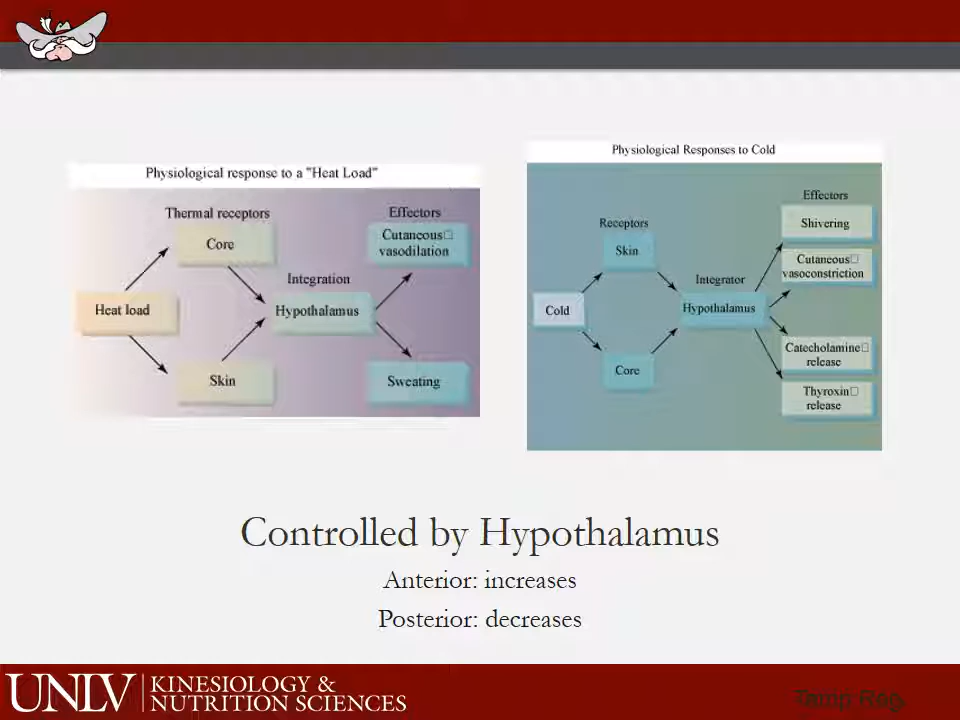 Physiological response to a "Heat Load"
Thermal receptors
Effectors
Core
Cutaneous□
vasodilation
Integration
Heat load
Hypothalamus
Skin
Sweating
Physiological Responses to Cold
Effectors
Receptors
Shivering
Skin
Cutaneous□
vasoconstriction
Integrator
Cold
Hypothalamus
Core
Catecholamine□
release
Thyroxin□
release
Controlled by Hypothalamus
Anterior: increases
Posterior: decreases
UNLV
KINESIOLOGY &
NUTRITION SCIENCES
Temp Reg.